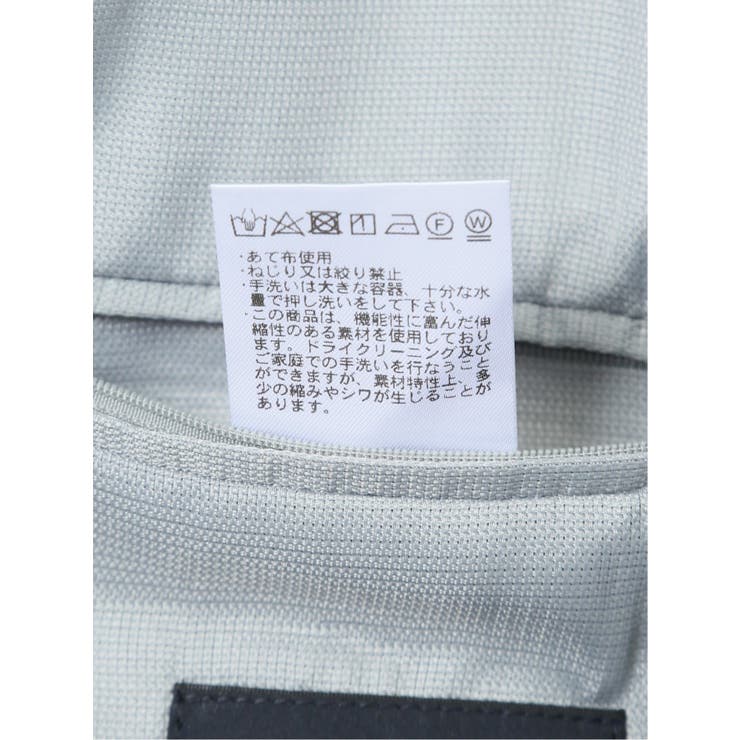 1 F W
・あて布使用
・ねじり又は絞り禁止
・手洗いは大きな容器、十分な水
量で押し洗いをして下さい。
・この商品は、機能性に富んだ伸
縮性のある素材を使用しており
ます。ドライクリーニング及び
ご家庭での手洗いを行なうこと
ができますが、素材特性上、多
少の縮みやシワが生じることが
あります。